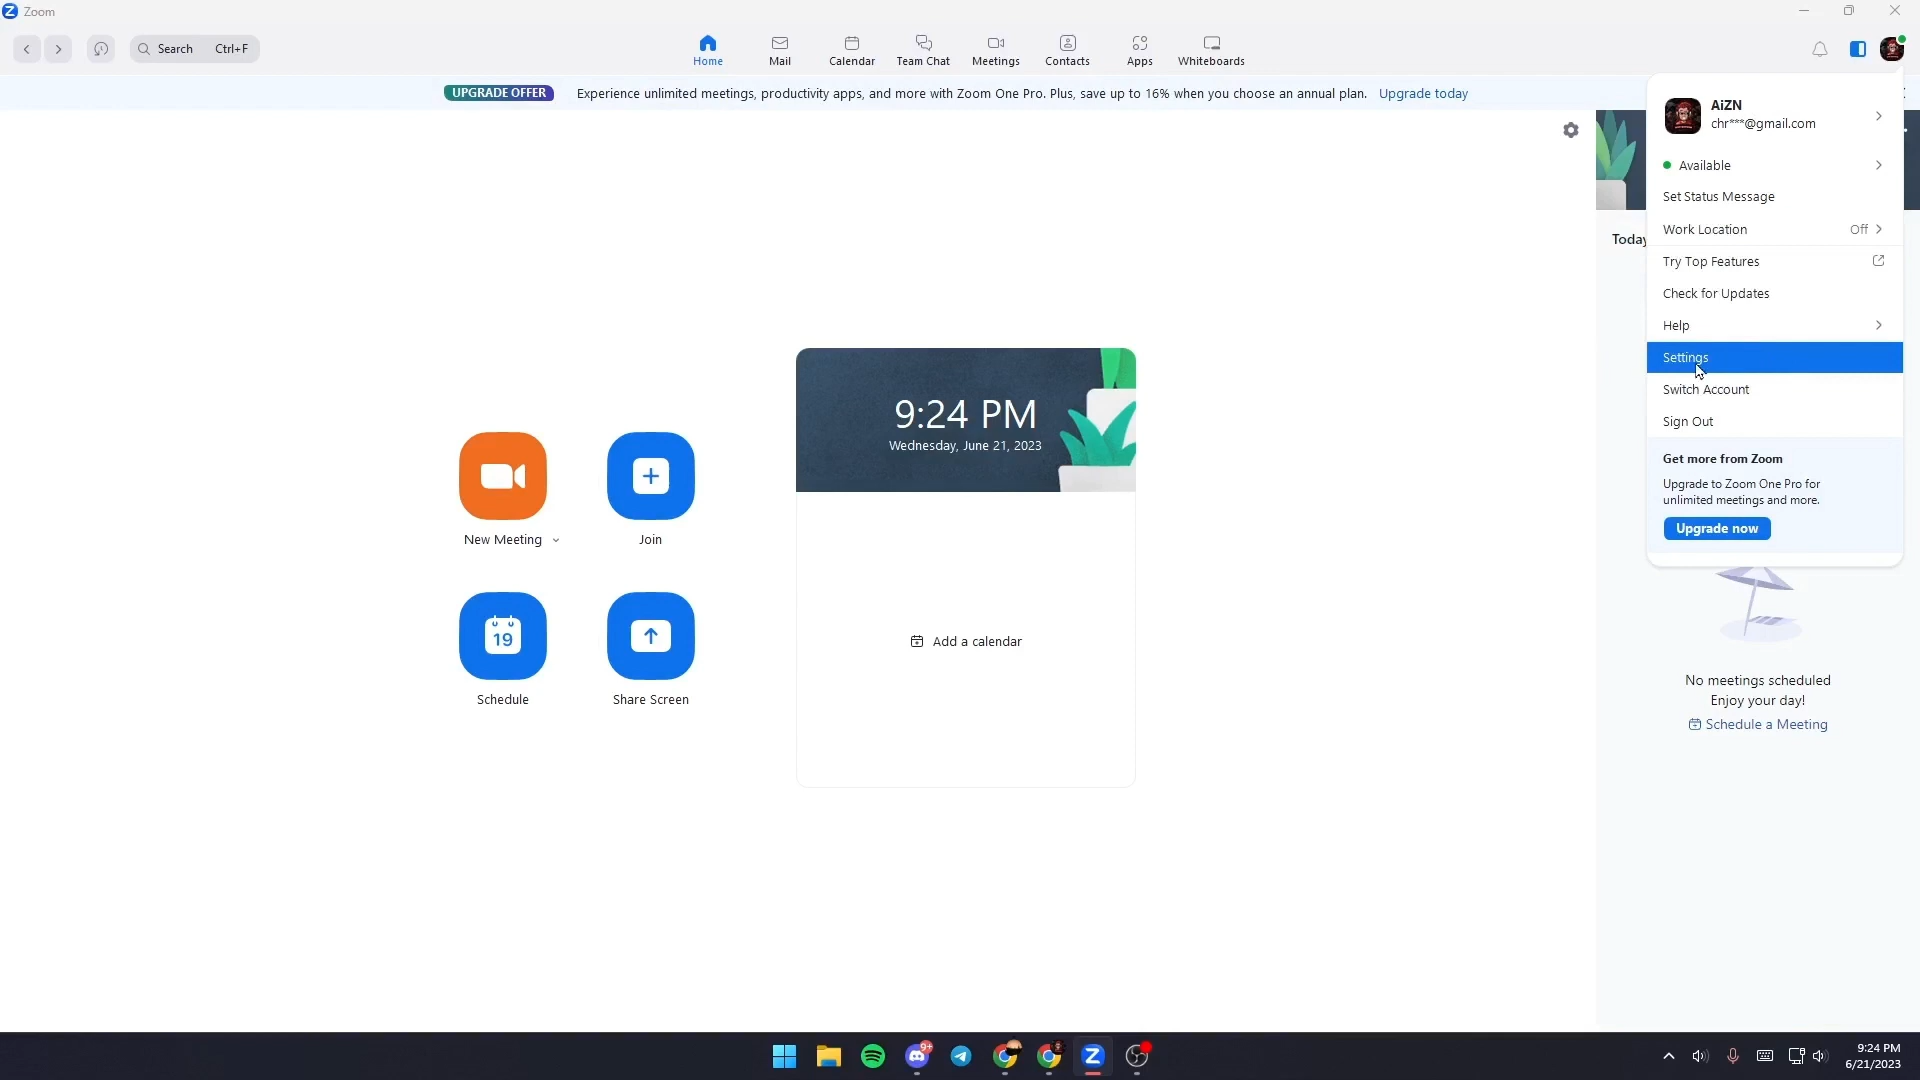 Zoom
Search Ctrl+F
Home
Mail
Calendar
Team Chat
Meetings
Contacts
Apps
Whiteboards
UPGRADE OFFER Experience unlimited meetings, productivity apps, and more with Zoom One Pro. Plus, save up to 16% when you choose an annual plan. Upgrade today
AiZN
chr***@gmail.com
Available
Set Status Message
Work Location Off
Today
Try Top Features
Check for Updates
Help
Settings
Switch Account
Sign Out
Get more from Zoom
Upgrade to Zoom One Pro for
unlimited meetings and more.
Upgrade now
9:24 PM
Wednesday, June 21, 2023
New Meeting
Join
19
Schedule
Share Screen
Add a calendar
No meetings scheduled
Enjoy your day!
Schedule a Meeting
9+
9:24 PM
6/21/2023